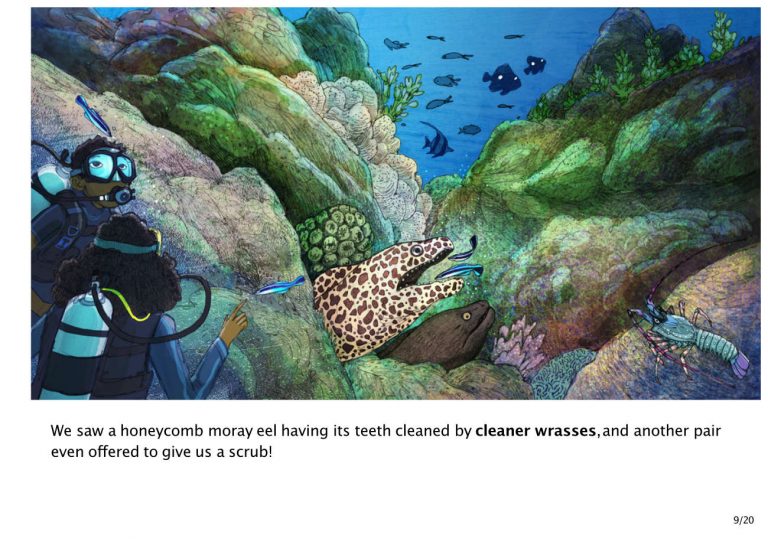 We saw a honeycomb moray eel having its teeth cleaned by cleaner wrasses, and another pair
even offered to give us a scrub!
9/20